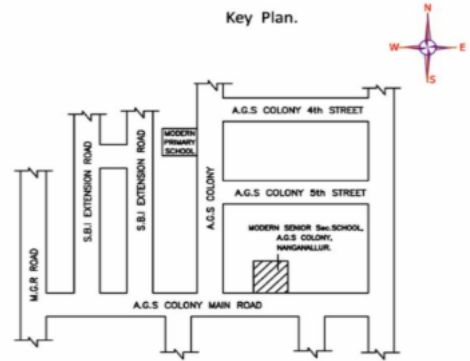 Key Plan.
N
W
E
S
A.G.S COLONY 4th STREET
MODERN
PRIMARY
SCHOOL
S.B.I EXTENSION ROAD
S.B.I EXTENSION ROAD
A.G.S COLONY
A.G.S COLONY 5th STREET
MODERN SENIOR Sec.SCHOOL,
A.G.S COLONY,
NANGANALLUR.
M.G.R ROAD
A.G.S COLONY MAIN ROAD